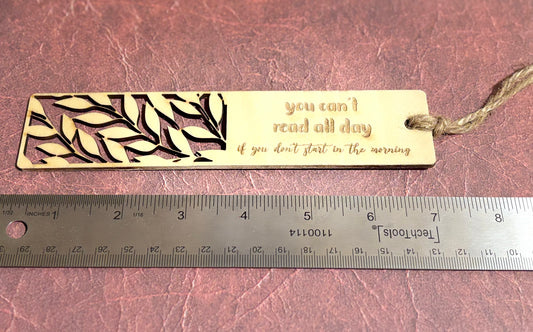 you can't
read all day
if you don't start in the morning
1/32 INCHES 1 2 1/16 3 4 5 6 7 8
1100114
TechTools®
29 28 27 26 25 24 23 22 21 20 19 18 17 16 15 14 13 12 11 10